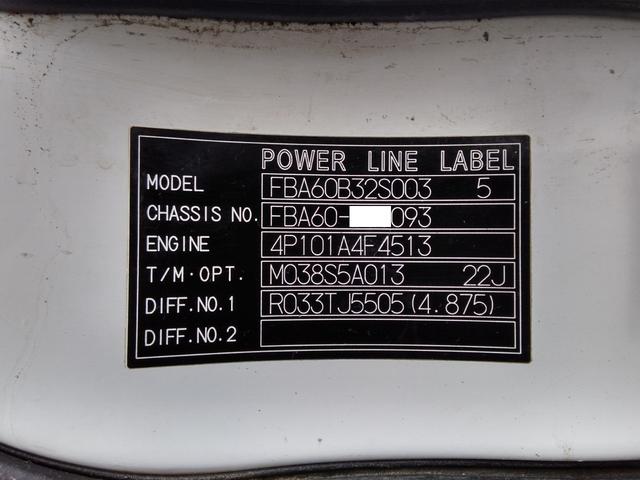 POWER LINE LABEL
MODEL FBA60B32S003 5
CHASSIS NO. FBA60- 093
ENGINE 4P101A4F4513
T/M·OPT. M038S5A013 22J
DIFF.NO.1 R033TJ5505(4.875)
DIFF.NO.2